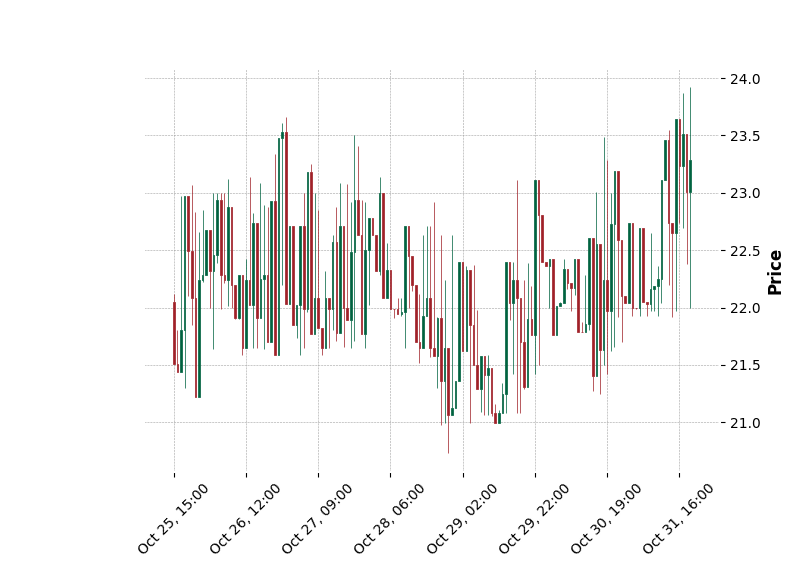 24.0
23.5
23.0
22.5
22.0
21.5
21.0
Price
Oct 25, 15:00
Oct 26, 12:00
Oct 27, 09:00
Oct 28, 06:00
Oct 29, 02:00
Oct 29, 22:00
Oct 30, 19:00
Oct 31, 16:00